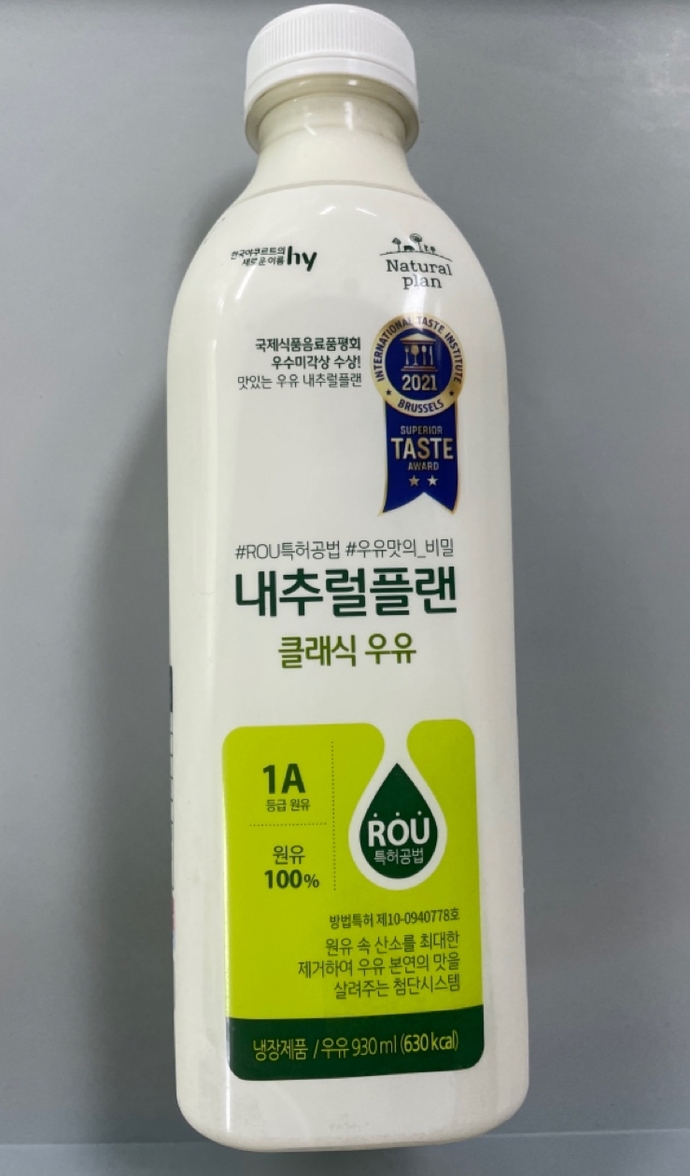 한국야쿠르트의
새로운 이름 hy
Natural
plan
국제식품음료품평회
우수미각상 수상!
맛있는 우유 내추럴플랜
INTERNATIONAL TASTE INSTITUTE
2021
BRUSSELS
SUPERIOR
TASTE
AWARD
#ROU특허공법 #우유맛의_비밀
내추럴플랜
클래식 우유
1A
등급 원유
원유
100%
ROU
특허공법
방법특허 제10-0940778호
원유 속 산소를 최대한
제거하여 우유 본연의 맛을
살려주는 첨단시스템
냉장제품 / 우유 930 ml (630 kcal)